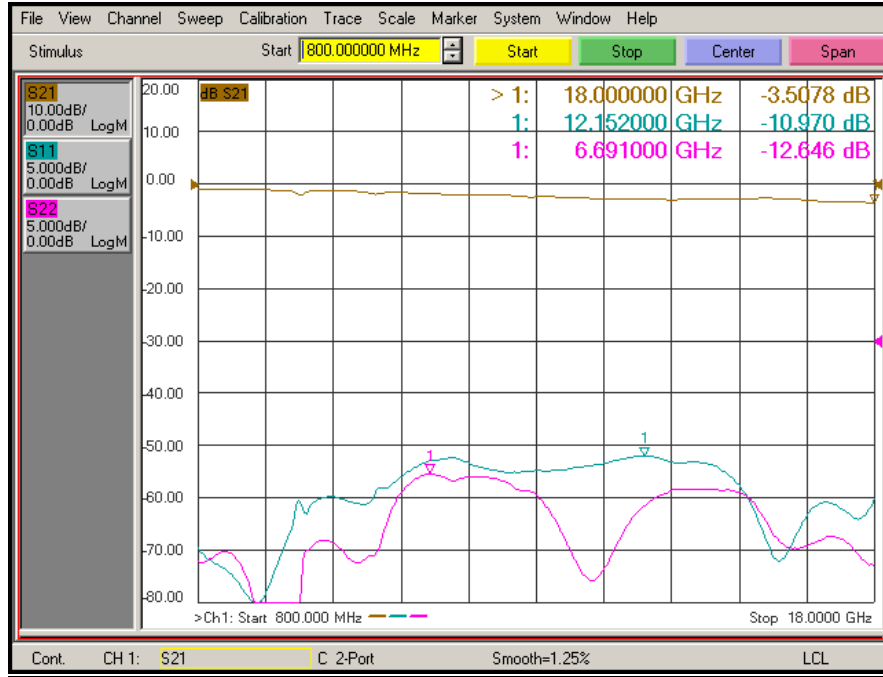 File View Channel Sweep Calibration Trace Scale Marker System Window Help
Stimulus Start 800.000000 MHz Start Stop Center Span
S21
10.00dB/
0.00dB LogM
S11
5.000dB/
0.00dB LogM
S22
5.000dB/
0.00dB LogM
dB S21
> 1: 18.000000 GHz -3.5078 dB
1: 12.152000 GHz -10.970 dB
1: 6.691000 GHz -12.646 dB
20.00
10.00
0.00
-10.00
-20.00
-30.00
-40.00
-50.00
-60.00
-70.00
-80.00
1
1
>Ch1: Start 800.000 MHz Stop 18.0000 GHz
Cont. CH 1: S21 C 2-Port Smooth=1.25% LCL